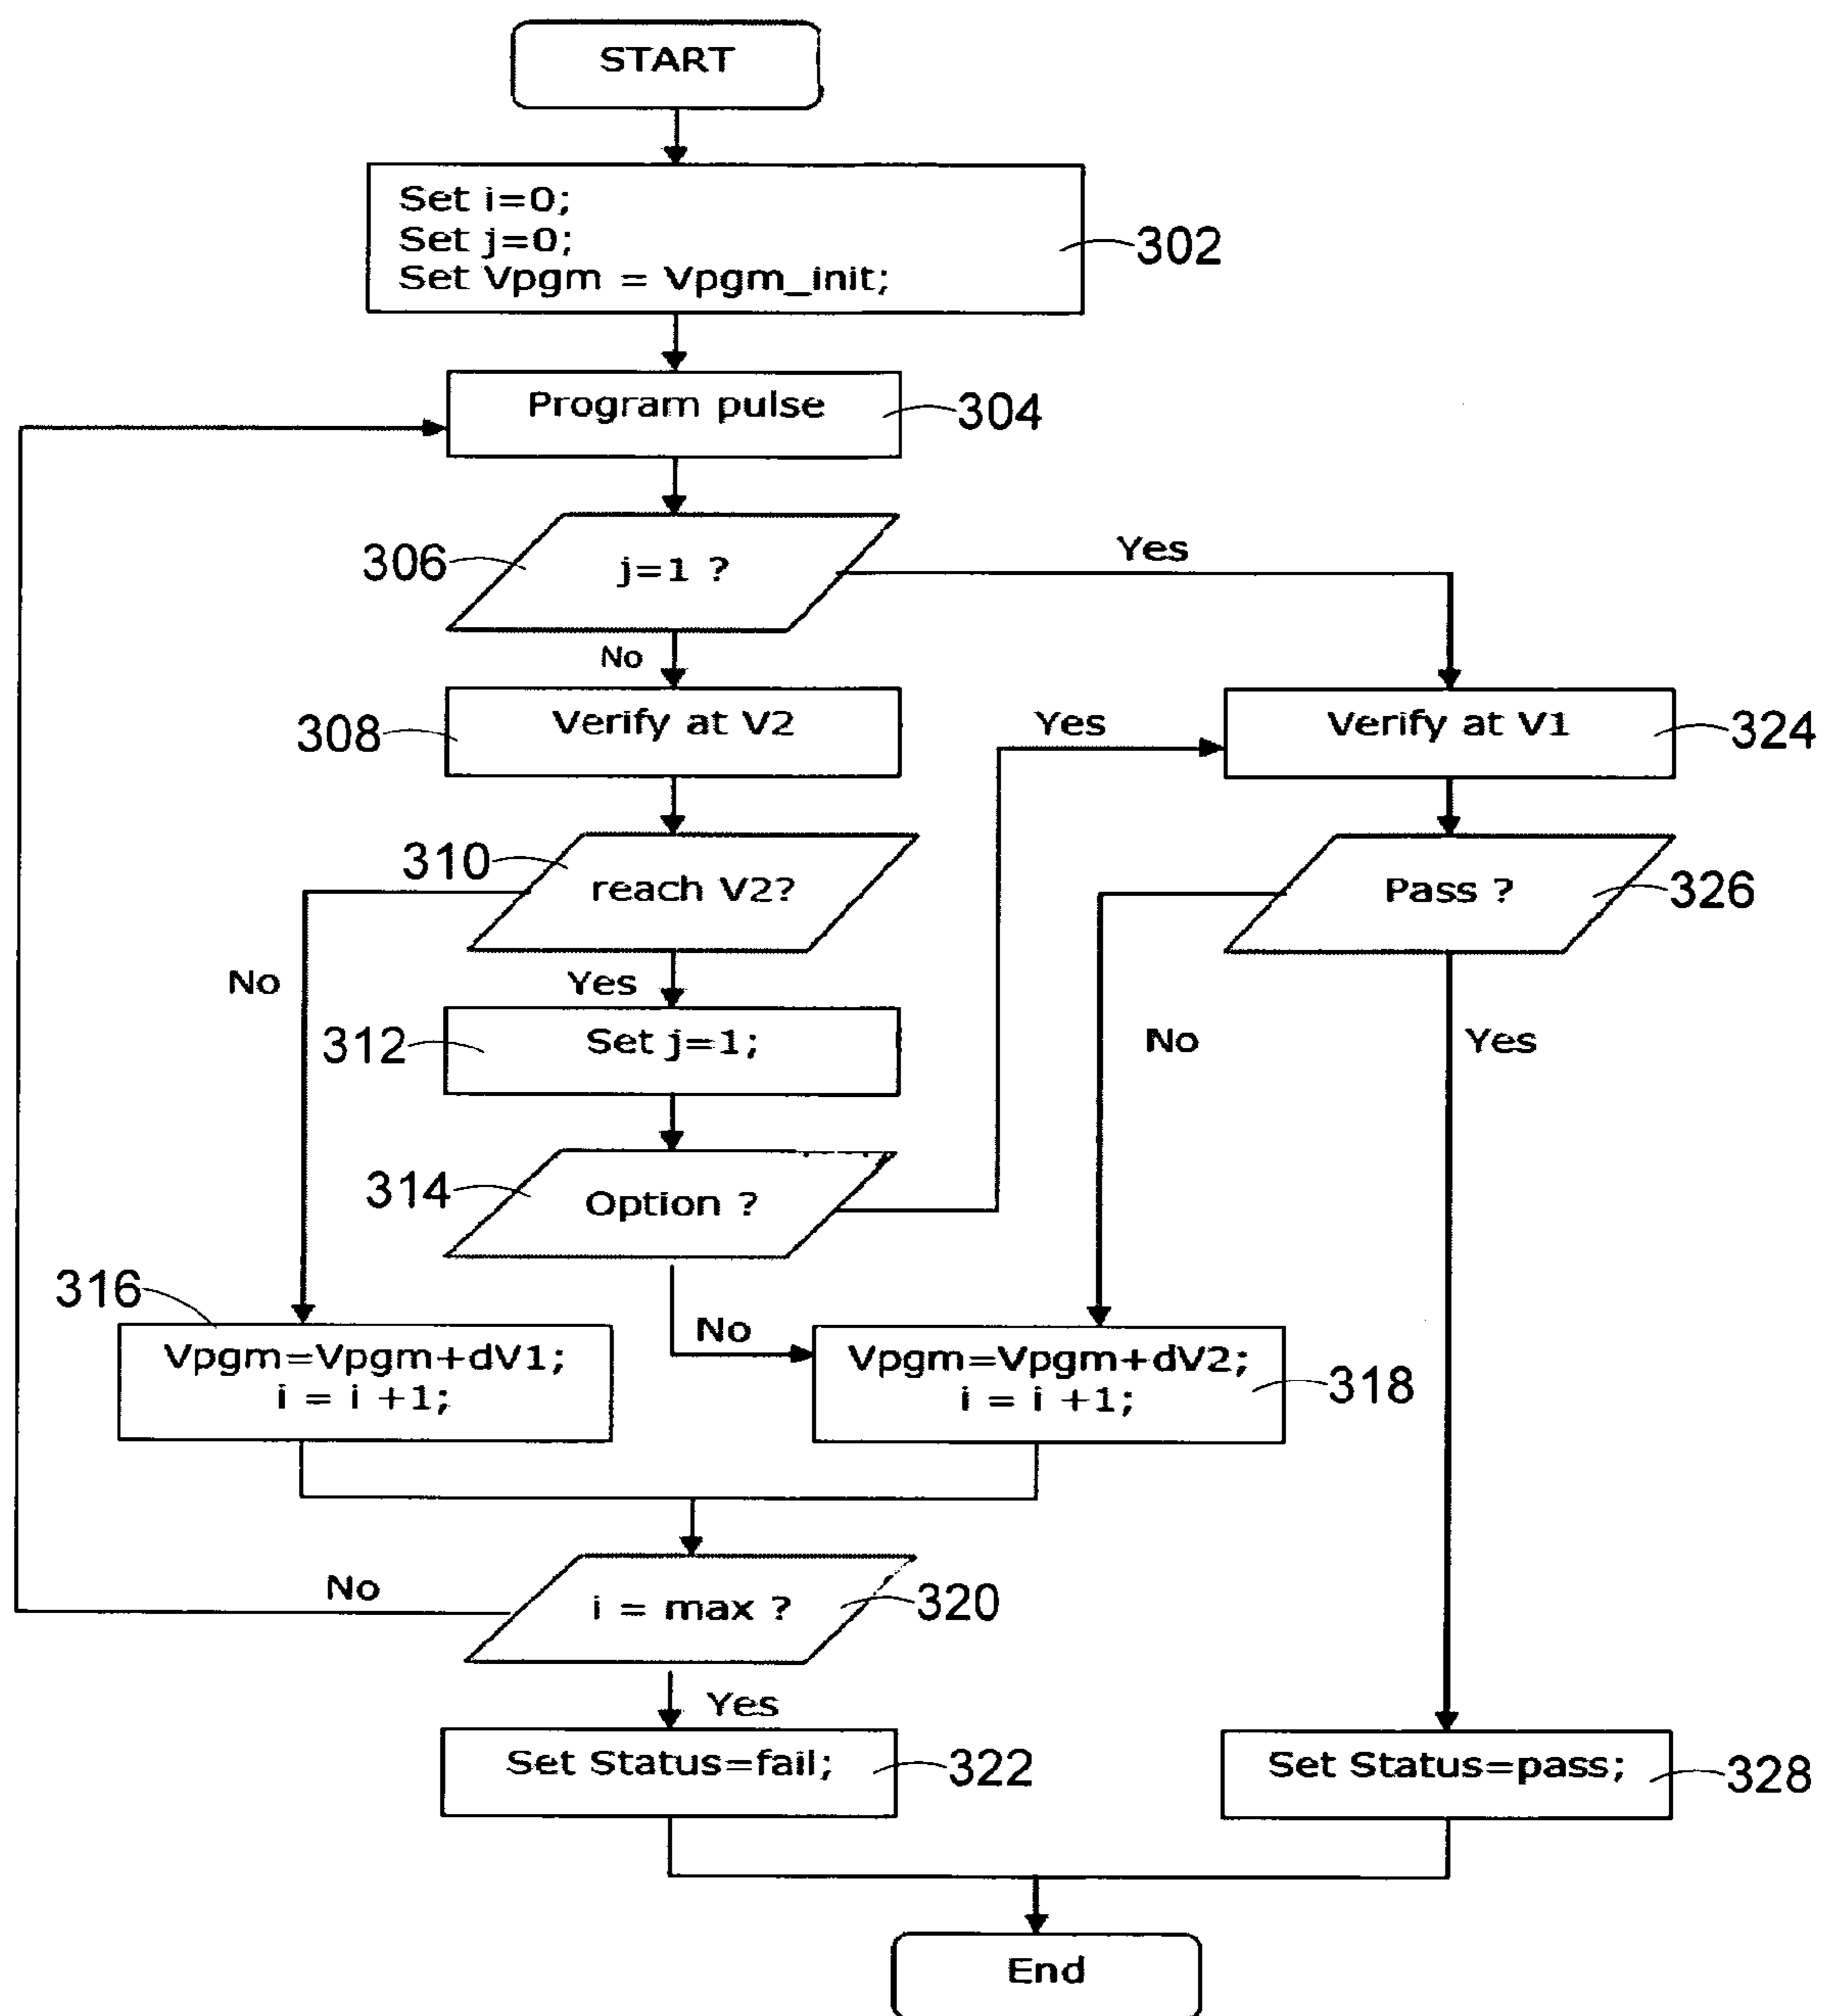 START
Set i=0;
Set j=0;
Set Vpgm = Vpgm_init;
302
Program pulse
304
306
j=1 ?
Yes
No
308
Verify at V2
Yes
Verify at V1
324
310
reach V2?
Pass ?
326
No
Yes
312
Set j=1;
No
Yes
314
Option ?
316
Vpgm=Vpgm+dV1;
i = i +1;
No
Vpgm=Vpgm+dV2;
i = i +1;
318
No
i = max ?
320
Yes
Set Status=fail;
322
Set Status=pass;
328
End